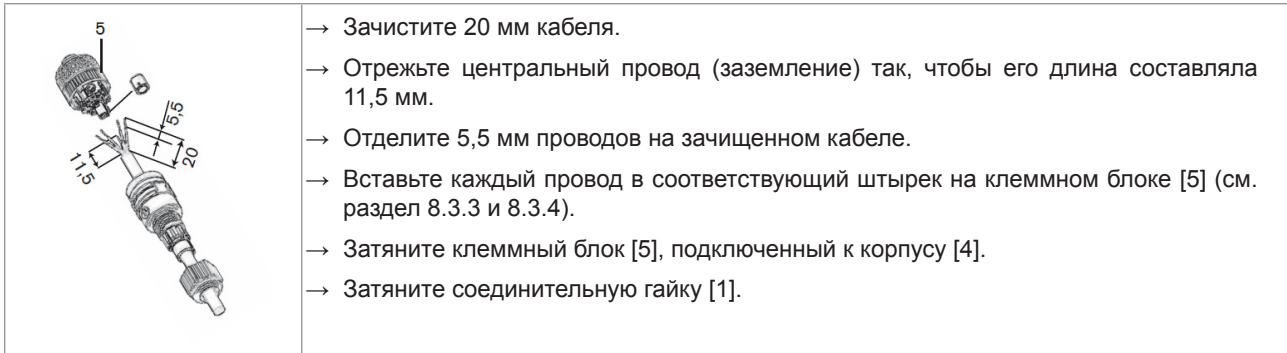 5
5,5
20
11,5
→ Зачистите 20 мм кабеля.
→ Отрежьте центральный провод (заземление) так, чтобы его длина составляла
11,5 мм.
→ Отделите 5,5 мм проводов на зачищенном кабеле.
→ Вставьте каждый провод в соответствующий штырек на клеммном блоке [5] (см.
раздел 8.3.3 и 8.3.4).
→ Затяните клеммный блок [5], подключенный к корпусу [4].
→ Затяните соединительную гайку [1].